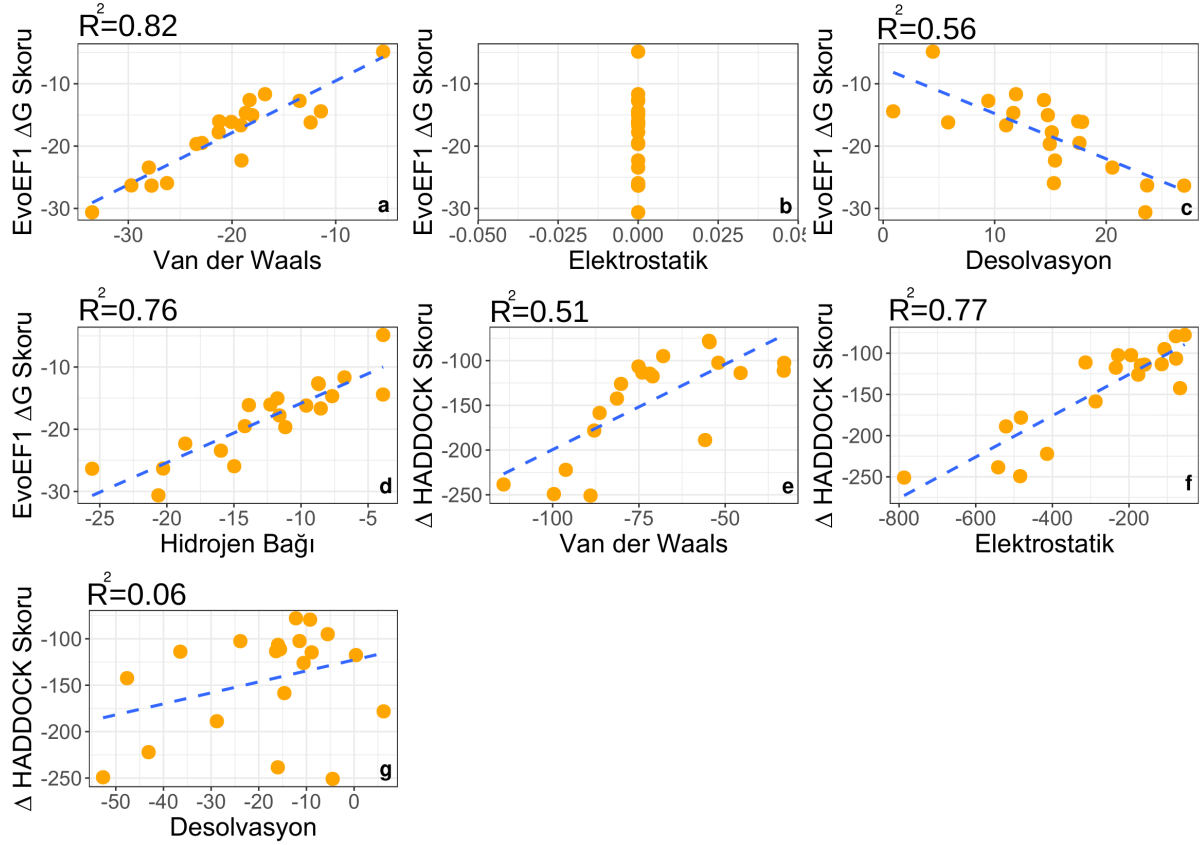 R²=0.82
EvoEF1 ΔG Skoru
-10
-20
-30
-30 -20 -10
Van der Waals
a
EvoEF1 ΔG Skoru
-10
-20
-30
-0.050 -0.025 0.000 0.025 0.05
Elektrostatik
b
R²=0.56
EvoEF1 ΔG Skoru
-10
-20
-30
0 10 20
Desolvasyon
c
R²=0.76
EvoEF1 ΔG Skoru
-10
-20
-30
-25 -20 -15 -10 -5
Hidrojen Bağı
d
R²=0.51
Δ HADDOCK Skoru
-100
-150
-200
-250
-100 -75 -50
Van der Waals
e
R²=0.77
Δ HADDOCK Skoru
-100
-150
-200
-250
-800 -600 -400 -200
Elektrostatik
f
R²=0.06
Δ HADDOCK Skoru
-100
-150
-200
-250
-50 -40 -30 -20 -10 0
Desolvasyon
g